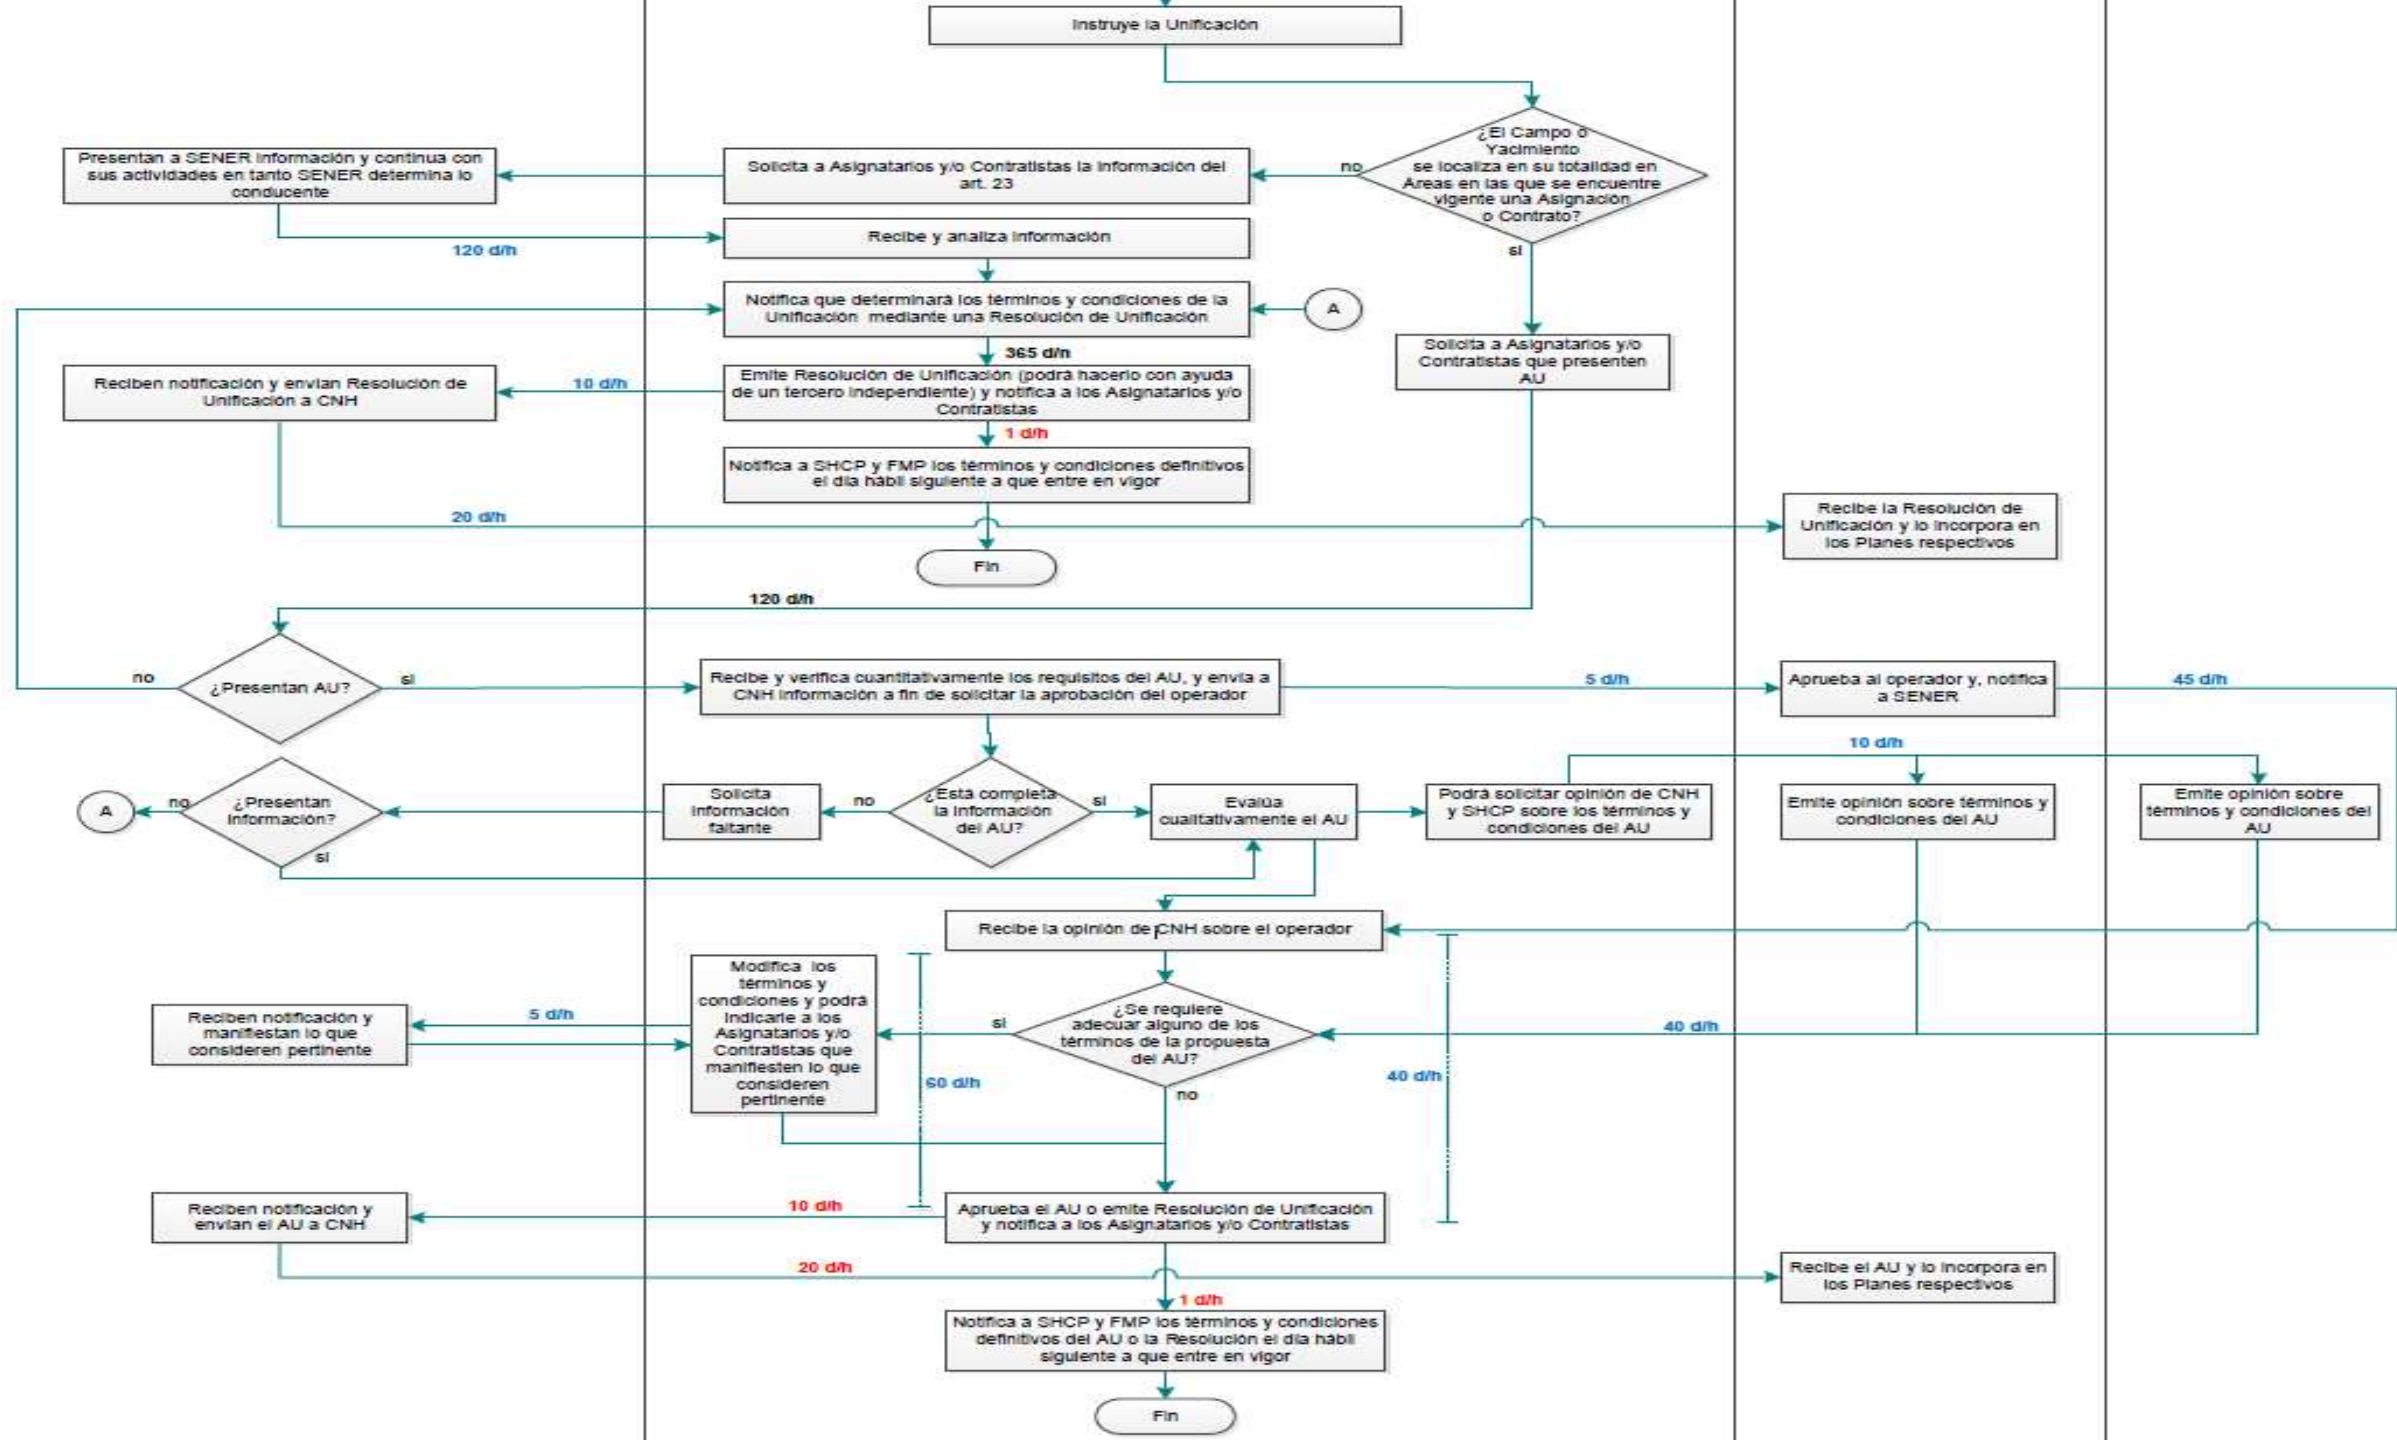 Instruye la Unificación
¿El Campo o
Yacimiento
se localiza en su totalidad en
Áreas en las que se encuentre
vigente una Asignación
o Contrato?
no
si
Solicita a Asignatarios y/o Contratistas la información del
art. 23
Presentan a SENER información y continua con
sus actividades en tanto SENER determina lo
conducente
120 d/h
Recibe y analiza información
Notifica que determinará los términos y condiciones de la
Unificación mediante una Resolución de Unificación
A
Solicita a Asignatarios y/o
Contratistas que presenten
AU
365 d/n
Emite Resolución de Unificación (podrá hacerlo con ayuda
de un tercero independiente) y notifica a los Asignatarios y/o
Contratistas
10 d/h
Reciben notificación y envían Resolución de
Unificación a CNH
1 d/h
Notifica a SHCP y FMP los términos y condiciones definitivos
el día hábil siguiente a que entre en vigor
20 d/h
Recibe la Resolución de
Unificación y lo incorpora en
los Planes respectivos
Fin
120 d/h
¿Presentan AU?
no
si
Recibe y verifica cuantitativamente los requisitos del AU, y envía a
CNH información a fin de solicitar la aprobación del operador
5 d/h
Aprueba al operador y, notifica
a SENER
45 d/h
10 d/h
A
no
¿Presentan
información?
si
Solicita
información
faltante
no
¿Está completa
la información
del AU?
si
Evalúa
cualitativamente el AU
Podrá solicitar opinión de CNH
y SHCP sobre los términos y
condiciones del AU
Emite opinión sobre términos y
condiciones del AU
Emite opinión sobre
términos y condiciones del
AU
Recibe la opinión de CNH sobre el operador
Modifica los
términos y
condiciones y podrá
indicarle a los
Asignatarios y/o
Contratistas que
manifiesten lo que
consideren
pertinente
Reciben notificación y
manifiestan lo que
consideren pertinente
5 d/h
si
¿Se requiere
adecuar alguno de los
términos de la propuesta
del AU?
no
40 d/h
60 d/h
40 d/h
Aprueba el AU o emite Resolución de Unificación
y notifica a los Asignatarios y/o Contratistas
10 d/h
Reciben notificación y
envían el AU a CNH
20 d/h
Recibe el AU y lo incorpora en
los Planes respectivos
1 d/h
Notifica a SHCP y FMP los términos y condiciones
definitivos del AU o la Resolución el día hábil
siguiente a que entre en vigor
Fin